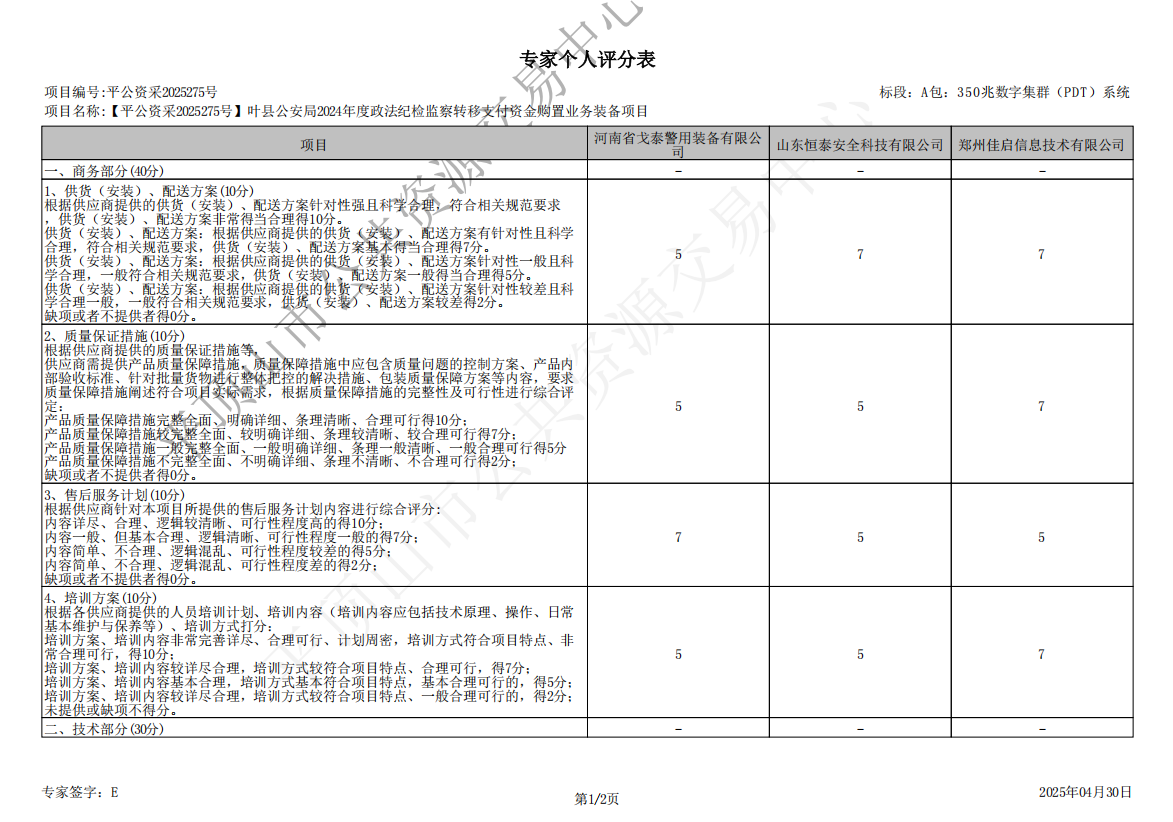 专家个人评分表
项目编号:平公资采2025275号
标段：A包：350兆数字集群（PDT）系统
项目名称:【平公资采2025275号】叶县公安局2024年度政法纪检监察转移支付资金购置业务装备项目
项目
河南省戈泰警用装备有限公
司
山东恒泰安全科技有限公司
郑州佳启信息技术有限公司
一、商务部分(40分)
-
-
-
1、供货（安装）、配送方案(10分)
根据供应商提供的供货（安装）、配送方案针对性强且科学合理，符合相关规范要求
，供货（安装）、配送方案非常得当合理得10分。
供货（安装）、配送方案：根据供应商提供的供货（安装）、配送方案有针对性且科学
合理，符合相关规范要求，供货（安装）、配送方案基本得当合理得7分。
供货（安装）、配送方案：根据供应商提供的供货（安装）、配送方案针对性一般且科
学合理，一般符合相关规范要求，供货（安装）、配送方案一般得当合理得5分。
供货（安装）、配送方案：根据供应商提供的供货（安装）、配送方案针对性较差且科
学合理一般，一般符合相关规范要求，供货（安装）、配送方案较差得2分。
缺项或者不提供者得0分。
5
7
7
2、质量保证措施(10分)
根据供应商提供的质量保证措施等，
供应商需提供产品质量保障措施，质量保障措施中应包含质量问题的控制方案、产品内
部验收标准、针对批量货物进行整体把控的解决措施、包装质量保障方案等内容，要求
质量保障措施阐述符合项目实际需求，根据质量保障措施的完整性及可行性进行综合评
定：
产品质量保障措施完整全面、明确详细、条理清晰、合理可行得10分；
产品质量保障措施较完整全面、较明确详细、条理较清晰、较合理可行得7分；
产品质量保障措施一般完整全面、一般明确详细、条理一般清晰、一般合理可行得5分
产品质量保障措施不完整全面、不明确详细、条理不清晰、不合理可行得2分；
缺项或者不提供者得0分。
5
5
7
3、售后服务计划(10分)
根据供应商针对本项目所提供的售后服务计划内容进行综合评分：
内容详尽、合理、逻辑较清晰、可行性程度高的得10分；
内容一般、但基本合理、逻辑清晰、可行性程度一般的得7分；
内容简单、不合理、逻辑混乱、可行性程度较差的得5分；
内容简单、不合理、逻辑混乱、可行性程度差的得2分；
缺项或者不提供者得0分。
7
5
5
4、培训方案(10分)
根据各供应商提供的人员培训计划、培训内容（培训内容应包括技术原理、操作、日常
基本维护与保养等）、培训方式打分：
培训方案、培训内容非常完善详尽、合理可行、计划周密，培训方式符合项目特点、非
常合理可行，得10分；
培训方案、培训内容较详尽合理，培训方式较符合项目特点、合理可行，得7分；
培训方案、培训内容基本合理，培训方式基本符合项目特点，基本合理可行的，得5分；
培训方案、培训内容较详尽合理，培训方式较符合项目特点、一般合理可行的，得2分；
未提供或缺项不得分。
5
5
7
二、技术部分(30分)
-
-
-
专家签字：E
第1/2页
2025年04月30日
平顶山市公共资源交易中心
平顶山市公共资源交易中心